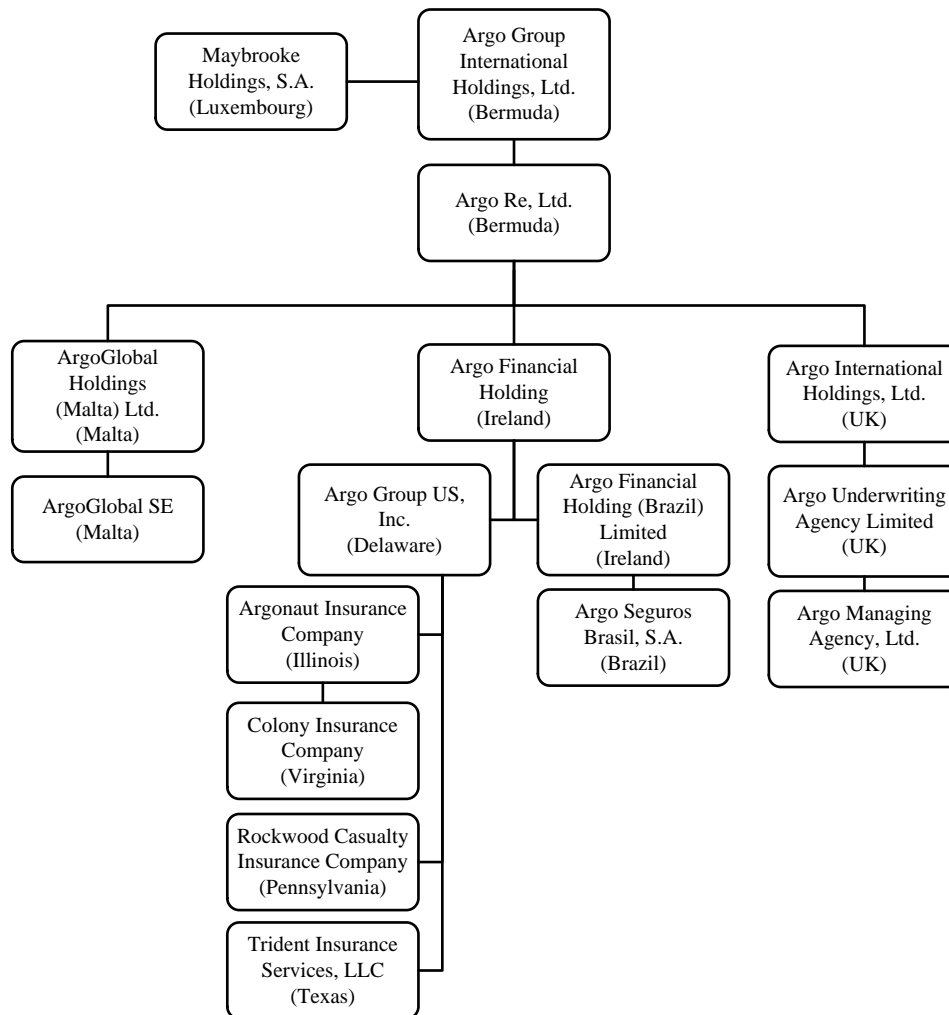 Maybrooke
Holdings, S.A.
(Luxembourg)
Argo Group
International
Holdings, Ltd.
(Bermuda)
Argo Re, Ltd.
(Bermuda)
ArgoGlobal
Holdings
(Malta) Ltd.
(Malta)
Argo Financial
Holding
(Ireland)
Argo International
Holdings, Ltd.
(UK)
ArgoGlobal SE
(Malta)
Argo Group US,
Inc.
(Delaware)
Argo Financial
Holding (Brazil)
Limited
(Ireland)
Argo Underwriting
Agency Limited
(UK)
Argonaut Insurance
Company
(Illinois)
Argo Seguros
Brasil, S.A.
(Brazil)
Argo Managing
Agency, Ltd.
(UK)
Colony Insurance
Company
(Virginia)
Rockwood Casualty
Insurance Company
(Pennsylvania)
Trident Insurance
Services, LLC
(Texas)